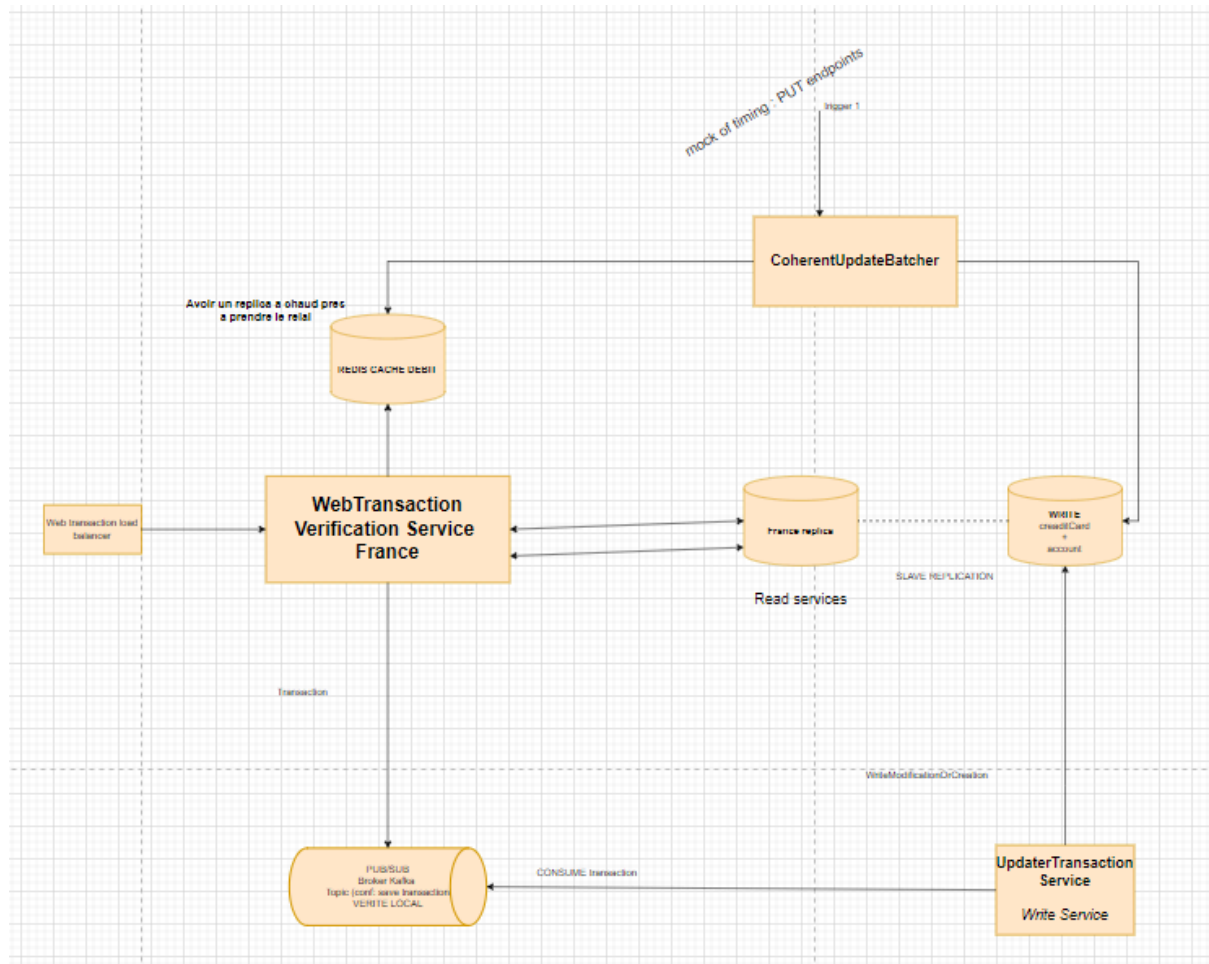 mock of timing : PUT endpoints
trigger 1
CoherentUpdateBatcher
Avoir un replica a chaud pres
a prendre le relai
REDIS CACHE DEBIT
Web transaction load
balancer
WebTransaction
Verification Service
France
France replica
WRITE
creaditCard
+
account
SLAVE REPLICATION
Read services
Transaction
WriteModificationOrCreation
PUB/SUB
Broker Kafka
Topic (conf. save transaction
VERITE LOCAL
CONSUME transaction
UpdaterTransaction
Service
Write Service